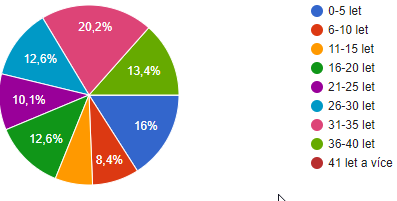 20,2%
12,6%
13,4%
10,1%
16%
12,6%
8,4%
0-5 let
6-10 let
11-15 let
16-20 let
21-25 let
26-30 let
31-35 let
36-40 let
41 let a více